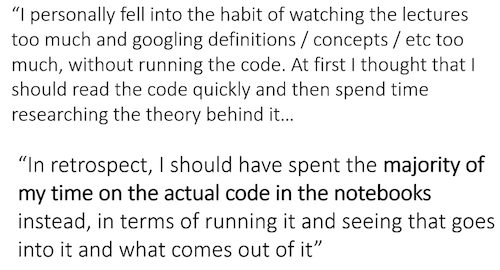 “I personally fell into the habit of watching the lectures
too much and googling definitions / concepts / etc too
much, without running the code. At first I thought that I
should read the code quickly and then spend time
researching the theory behind it…
“In retrospect, I should have spent the majority of
my time on the actual code in the notebooks
instead, in terms of running it and seeing that goes
into it and what comes out of it”